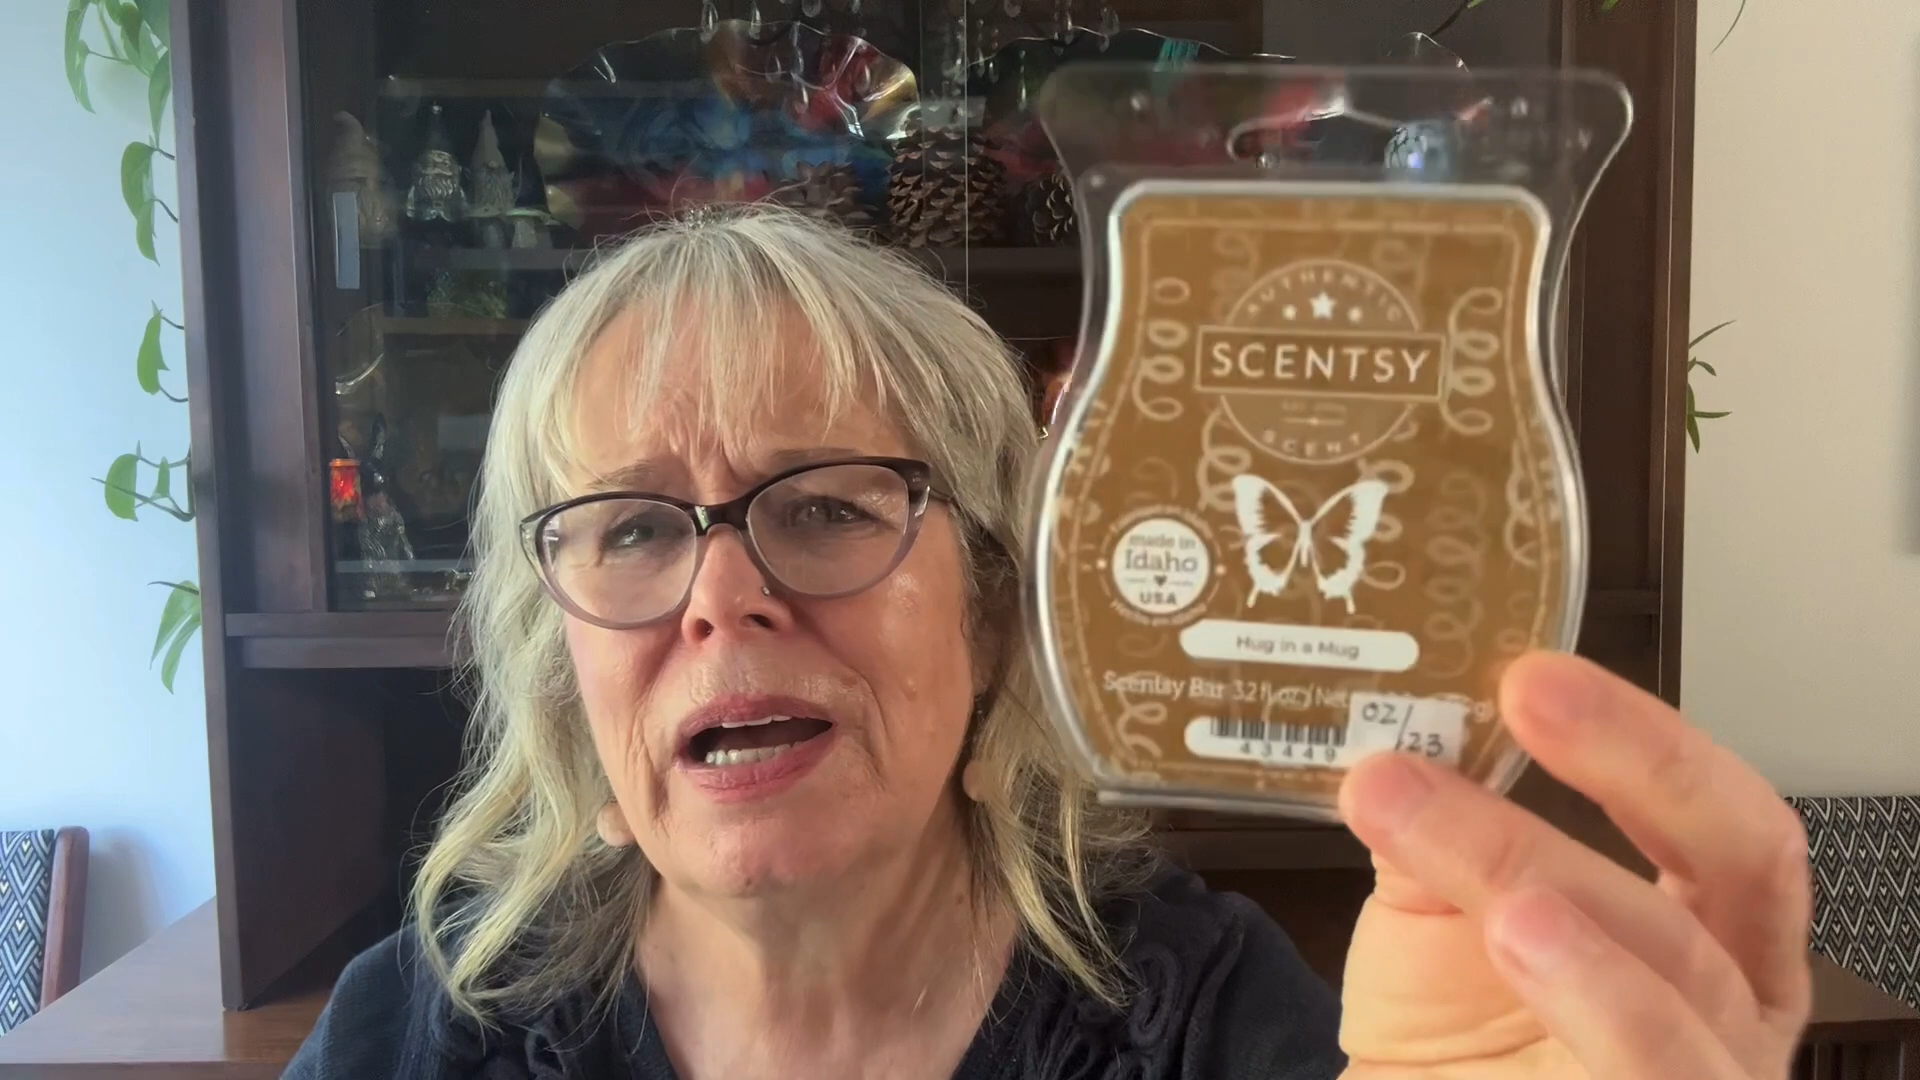 AUTHENTIC
SCENTSY
SCENT
made in
Idaho
USA
Hug in a Mug
Scentsy Bar 3.2 fl oz / Net
02/
23
43449